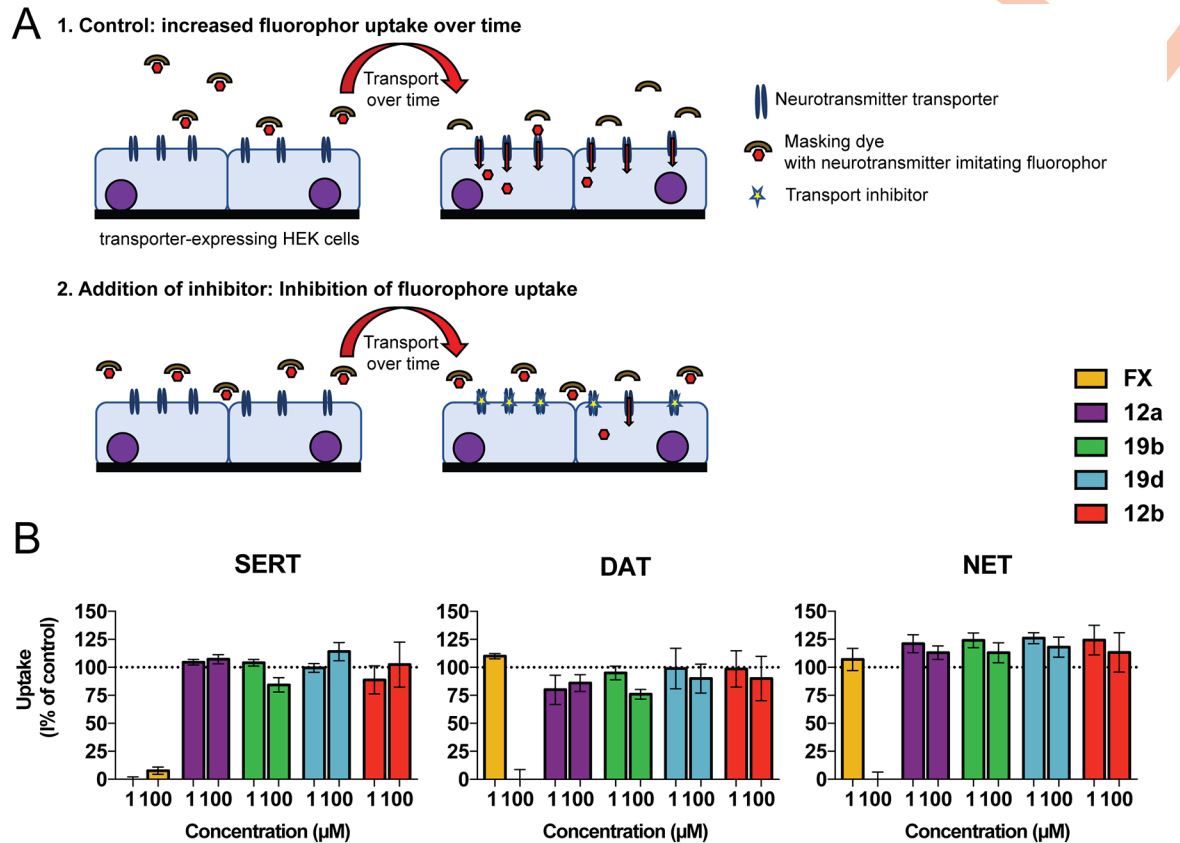 A
1. Control: increased fluorophor uptake over time
Transport
over time
Neurotransmitter transporter
Masking dye
with neurotransmitter imitating fluorophor
Transport inhibitor
transporter-expressing HEK cells
2. Addition of inhibitor: Inhibition of fluorophore uptake
Transport
over time
FX
12a
19b
19d
12b
B
SERT
DAT
NET
Uptake
(I% of control)
150
125
100
75
50
25
0
1 100 1 100 1 100 1 100 1 100
Concentration (µM)
150
125
100
75
50
25
0
1 100 1 100 1 100 1 100 1 100
Concentration (µM)
150
125
100
75
50
25
0
1 100 1 100 1 100 1 100 1 100
Concentration (µM)